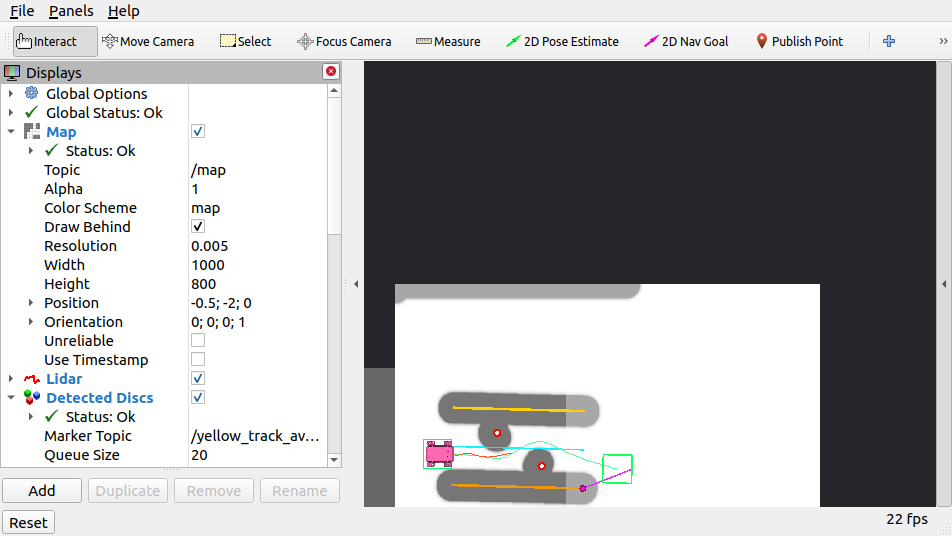 File Panels Help
Interact Move Camera Select Focus Camera Measure 2D Pose Estimate 2D Nav Goal Publish Point »
Displays
Global Options
Global Status: Ok
Map
Status: Ok
Topic /map
Alpha 1
Color Scheme map
Draw Behind
Resolution 0.005
Width 1000
Height 800
Position -0.5; -2; 0
Orientation 0; 0; 0; 1
Unreliable
Use Timestamp
Lidar
Detected Discs
Status: Ok
Marker Topic /yellow_track_av...
Queue Size 20
Add Duplicate Remove Rename
Reset 22 fps